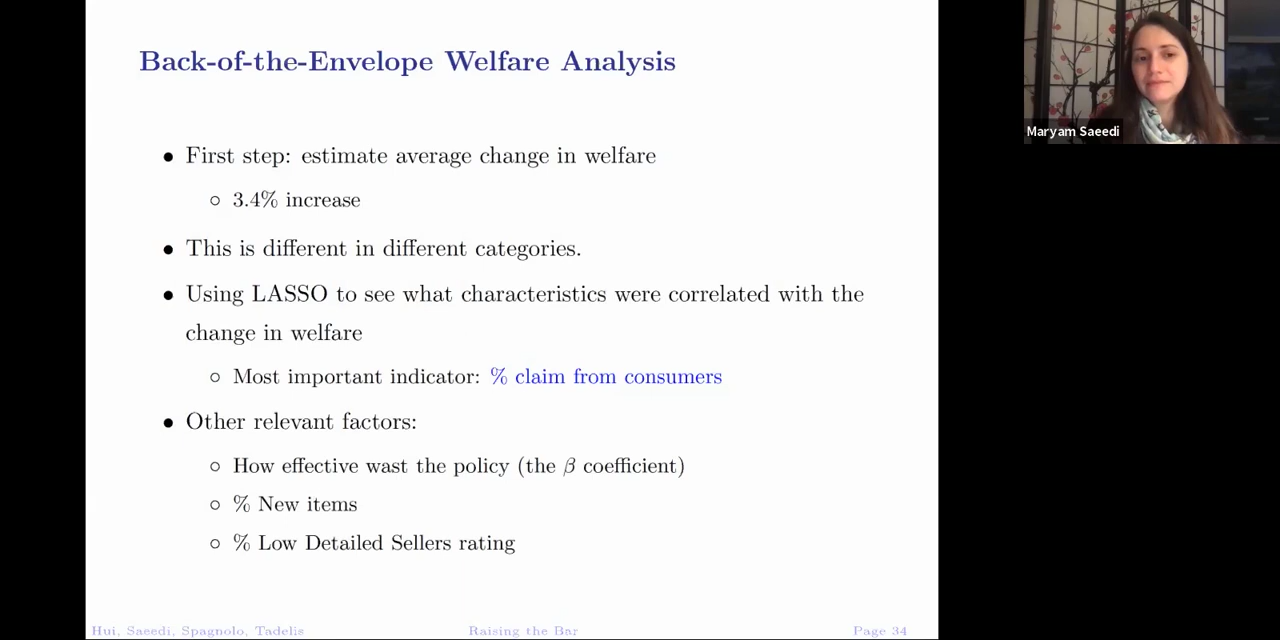 Back-of-the-Envelope Welfare Analysis
• First step: estimate average change in welfare
◦ 3.4% increase
• This is different in different categories.
• Using LASSO to see what characteristics were correlated with the
change in welfare
◦ Most important indicator: % claim from consumers
• Other relevant factors:
◦ How effective wast the policy (the β coefficient)
◦ % New items
◦ % Low Detailed Sellers rating
Hui, Saeedi, Spagnolo, Tadelis
Raising the Bar
Page 34
Maryam Saeedi